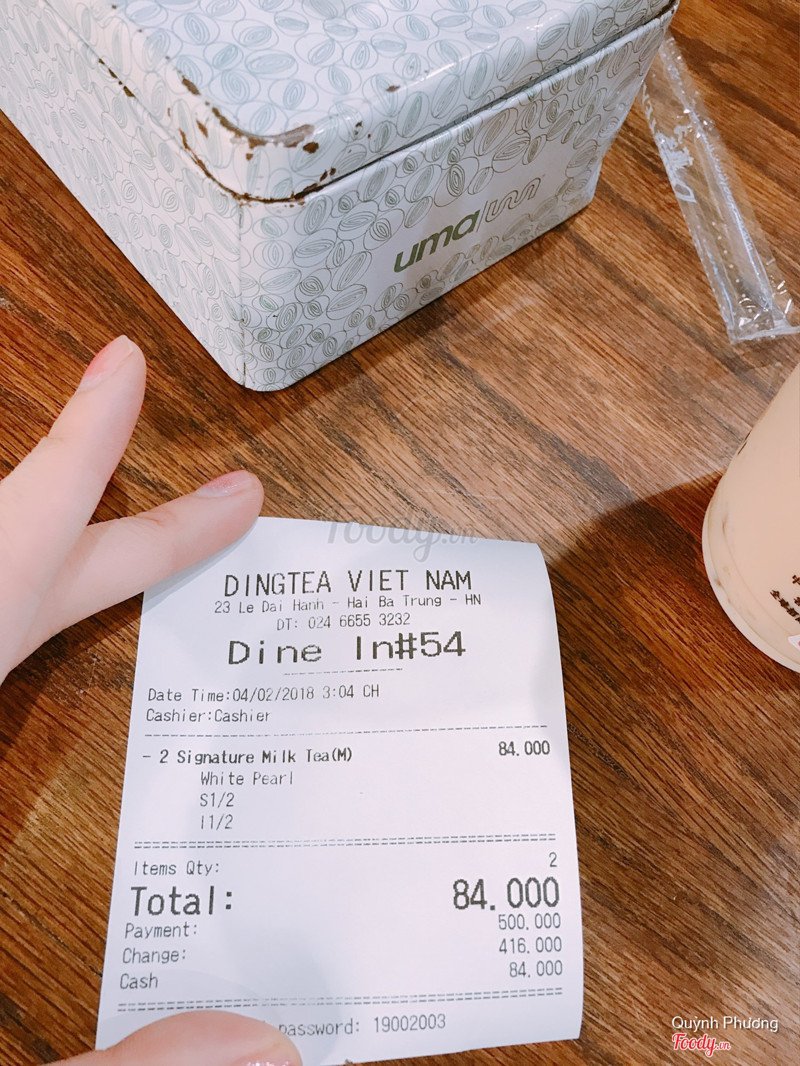 uma
Foody.vn
DINGTEA VIET NAM
23 Le Dai Hanh - Hai Ba Trung - HN
DT: 024 6655 3232
Dine In#54
Date Time:04/02/2018 3:04 CH
Cashier:Cashier
- 2 Signature Milk Tea(M) 84.000
White Pearl
S1/2
I1/2
Items Qty: 2
Total: 84.000
Payment: 500.000
Change: 416.000
Cash 84.000
password: 19002003
Quỳnh Phương
Foody.vn